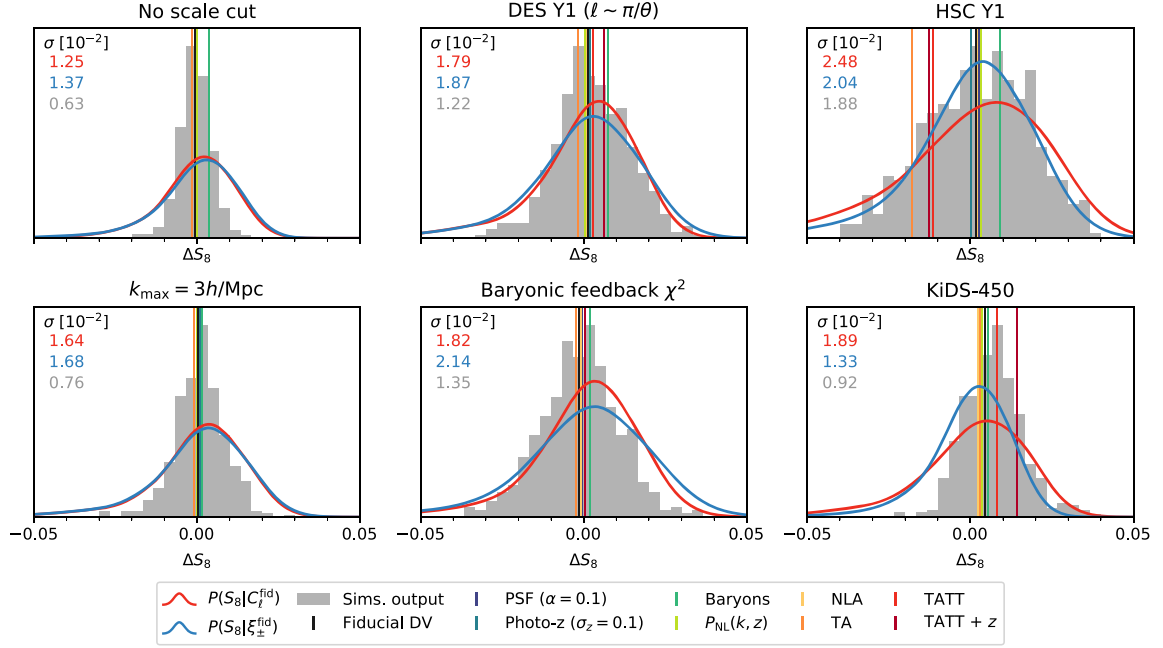 No scale cut
DES Y1 (ℓ ~ π/θ)
HSC Y1
σ [10⁻²]
1.25
1.37
0.63
σ [10⁻²]
1.79
1.87
1.22
σ [10⁻²]
2.48
2.04
1.88
ΔS₈
ΔS₈
ΔS₈
k_max = 3h/Mpc
Baryonic feedback χ²
KiDS-450
σ [10⁻²]
1.64
1.68
0.76
σ [10⁻²]
1.82
2.14
1.35
σ [10⁻²]
1.89
1.33
0.92
−0.05 0.00 0.05
−0.05 0.00 0.05
−0.05 0.00 0.05
ΔS₈
ΔS₈
ΔS₈
P(S₈|C_ℓ^fid) Sims. output PSF (α = 0.1) Baryons NLA TATT
P(S₈|ξ_±^fid) Fiducial DV Photo-z (σ_z = 0.1) P_NL(k, z) TA TATT + z